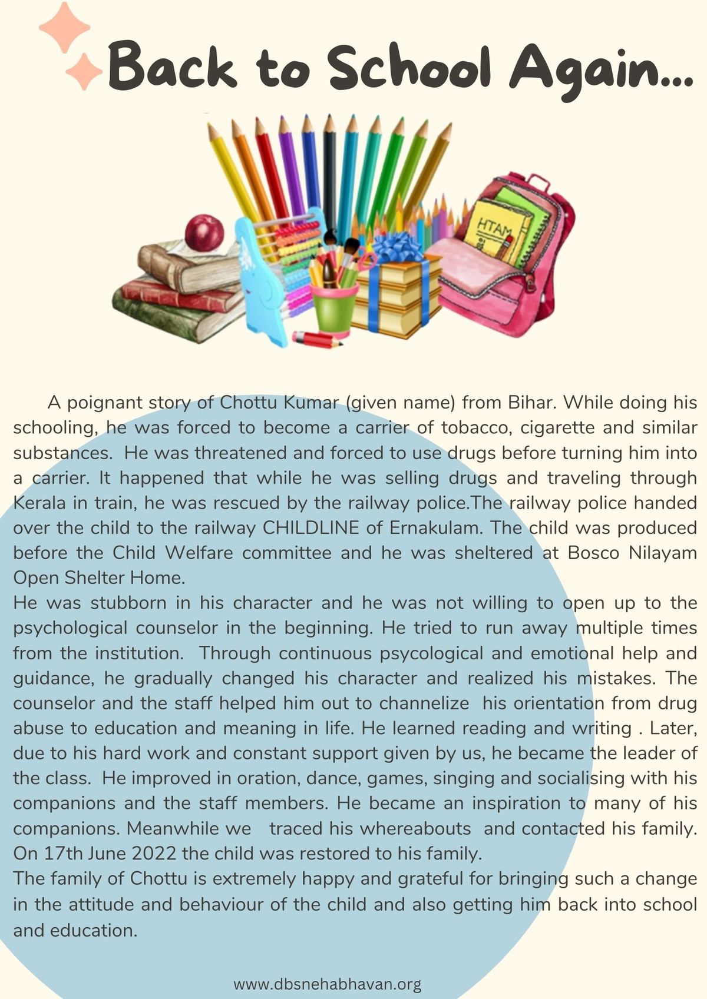 Back to School Again...
HTAM
A poignant story of Chottu Kumar (given name) from Bihar. While doing his
schooling, he was forced to become a carrier of tobacco, cigarette and similar
substances.  He was threatened and forced to use drugs before turning him into
a carrier. It happened that while he was selling drugs and traveling through
Kerala in train, he was rescued by the railway police.The railway police handed
over the child to the railway CHILDLINE of Ernakulam. The child was produced
before the Child Welfare committee and he was sheltered at Bosco Nilayam
Open Shelter Home.
He was stubborn in his character and he was not willing to open up to the
psychological counselor in the beginning. He tried to run away multiple times
from the institution.  Through continuous psycological and emotional help and
guidance, he gradually changed his character and realized his mistakes. The
counselor and the staff helped him out to channelize  his orientation from drug
abuse to education and meaning in life. He learned reading and writing . Later,
due to his hard work and constant support given by us, he became the leader of
the class.  He improved in oration, dance, games, singing and socialising with his
companions and the staff members. He became an inspiration to many of his
companions. Meanwhile we   traced his whereabouts  and contacted his family.
On 17th June 2022 the child was restored to his family.
The family of Chottu is extremely happy and grateful for bringing such a change
in the attitude and behaviour of the child and also getting him back into school
and education.
www.dbsnehabhavan.org